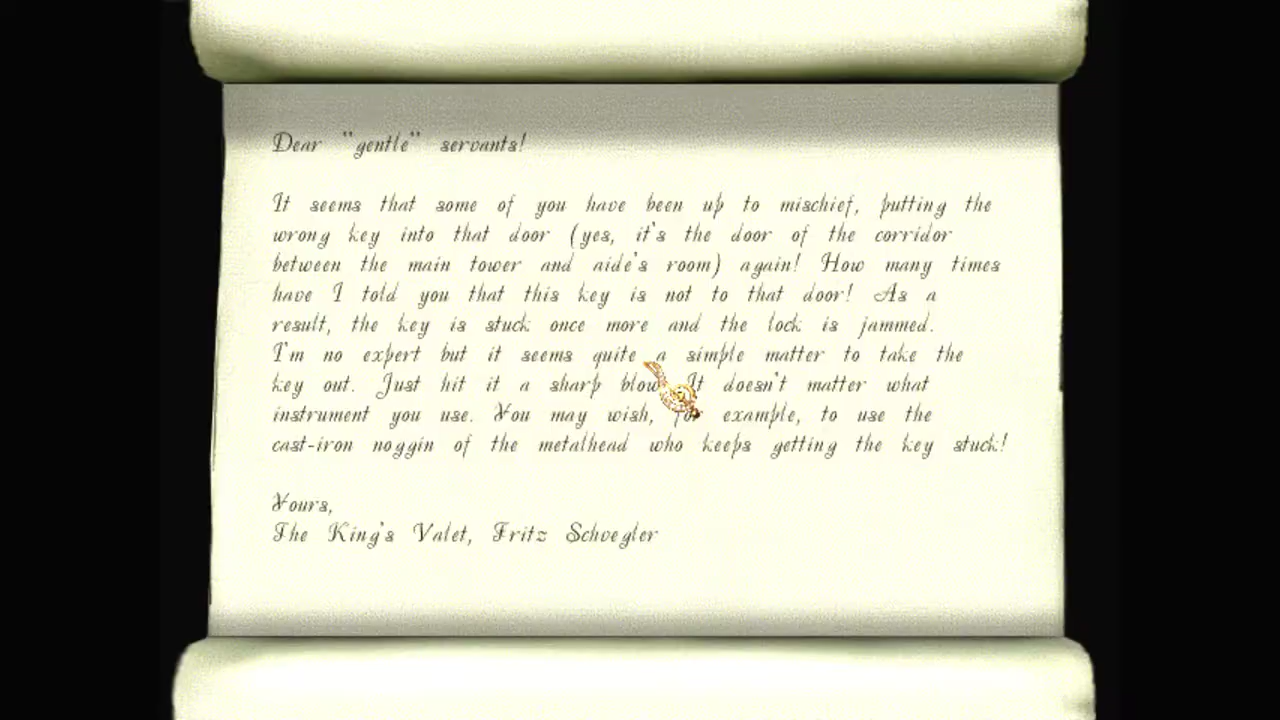 Dear "gentle" servants!
It seems that some of you have been up to mischief, putting the
wrong key into that door (yes, it's the door of the corridor
between the main tower and aide's room) again! How many times
have I told you that this key is not to that door! As a
result, the key is stuck once more and the lock is jammed.
I'm no expert but it seems quite a simple matter to take the
key out. Just hit it a sharp blow. It doesn't matter what
instrument you use. You may wish, for example, to use the
cast-iron noggin of the metalhead who keeps getting the key stuck!
Yours,
The King's Valet, Fritz Schvegler